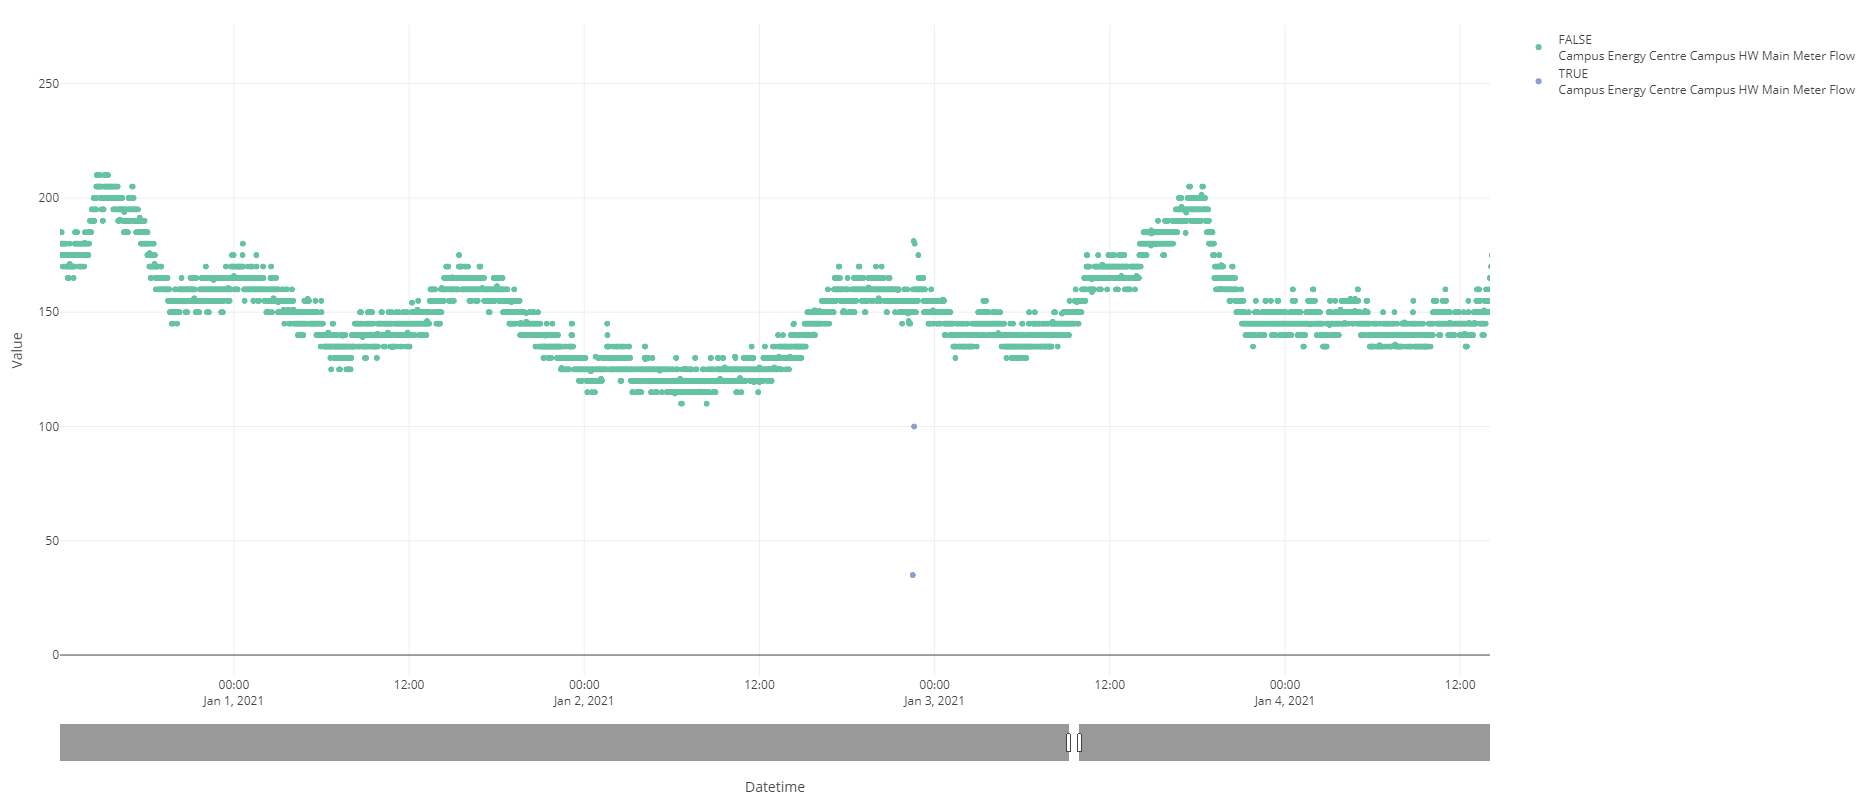 FALSE
Campus Energy Centre Campus HW Main Meter Flow
TRUE
Campus Energy Centre Campus HW Main Meter Flow
250
200
150
100
50
0
Value
00:00 12:00 00:00 12:00 00:00 12:00 00:00 12:00
Jan 1, 2021 Jan 2, 2021 Jan 3, 2021 Jan 4, 2021
Datetime